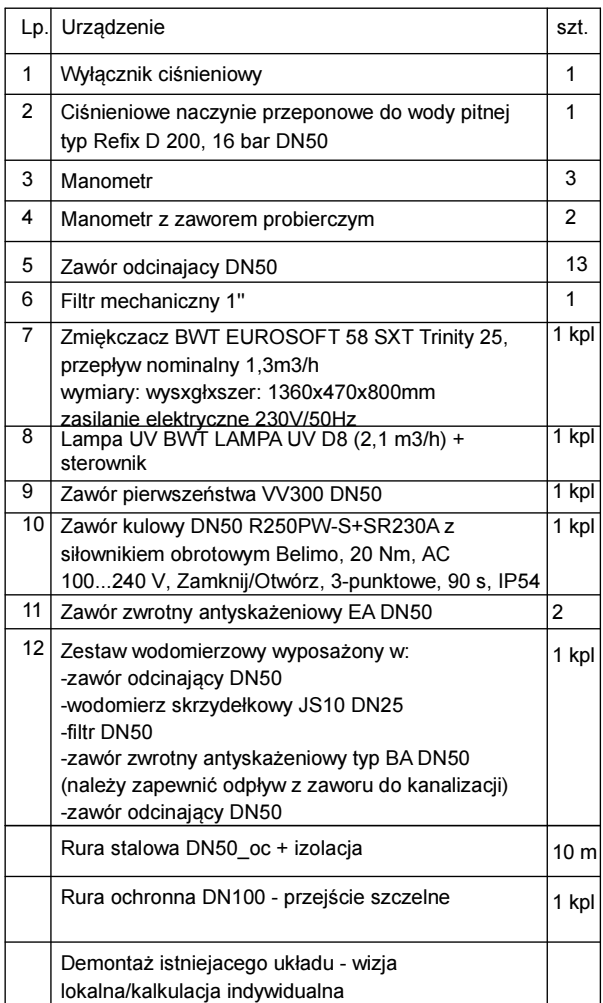 Lp. Urządzenie szt.
1 Wyłącznik ciśnieniowy 1
2 Ciśnieniowe naczynie przeponowe do wody pitnej 1
typ Refix D 200, 16 bar DN50
3 Manometr 3
4 Manometr z zaworem probierczym 2
5 Zawór odcinajacy DN50 13
6 Filtr mechaniczny 1" 1
7 Zmiękczacz BWT EUROSOFT 58 SXT Trinity 25, 1 kpl
przepływ nominalny 1,3m3/h
wymiary: wysxgłxszer: 1360x470x800mm
zasilanie elektryczne 230V/50Hz
8 Lampa UV BWT LAMPA UV D8 (2,1 m3/h) + 1 kpl
sterownik
9 Zawór pierwszeństwa VV300 DN50 1 kpl
10 Zawór kulowy DN50 R250PW-S+SR230A z 1 kpl
siłownikiem obrotowym Belimo, 20 Nm, AC
100...240 V, Zamknij/Otwórz, 3-punktowe, 90 s, IP54
11 Zawór zwrotny antyskażeniowy EA DN50 2
12 Zestaw wodomierzowy wyposażony w: 1 kpl
-zawór odcinający DN50
-wodomierz skrzydełkowy JS10 DN25
-filtr DN50
-zawór zwrotny antyskażeniowy typ BA DN50
(należy zapewnić odpływ z zaworu do kanalizacji)
-zawór odcinający DN50
Rura stalowa DN50_oc + izolacja 10 m
Rura ochronna DN100 - przejście szczelne 1 kpl
Demontaż istniejacego układu - wizja
lokalna/kalkulacja indywidualna